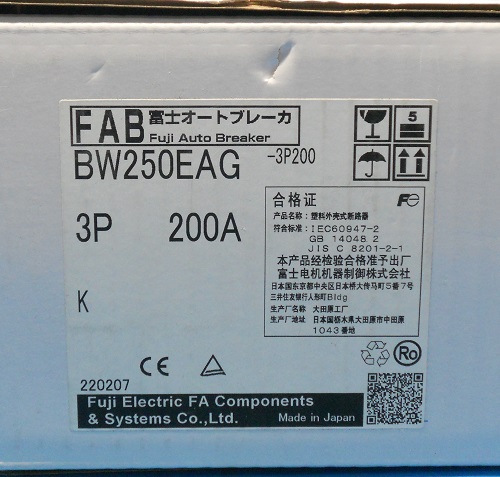 FAB 富士オートブレーカ
Fuji Auto Breaker
BW250EAG -3P200
5
3P 200A
合格证
Fe
产品名称: 塑料外壳式断路器
符合标准: IEC60947-2
GB 14048.2
JIS C 8201-2-1
本产品经检验合格准予出厂
富士电机机器制御株式会社
日本国东京都中央区日本桥大传马町5番7号
三井住友银行人形町Bldg
生产厂名: 大田原工厂
生产厂地址: 日本国栃木県大田原市中田原
1043番地
K
CE
Ro
220207
Fuji Electric FA Components
& Systems Co.,Ltd. Made in Japan